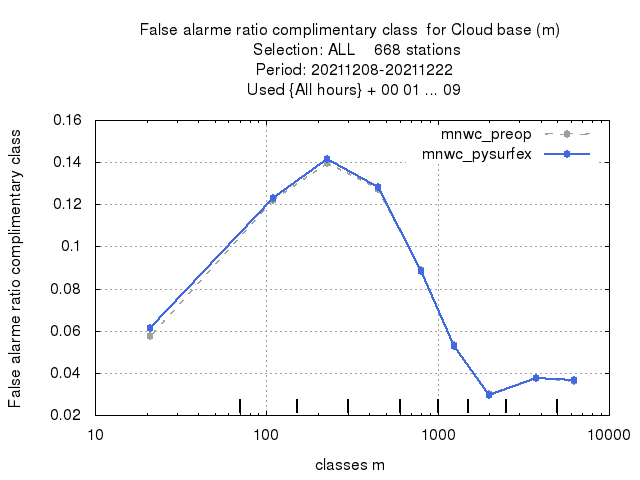 False alarme ratio complimentary class  for Cloud base (m)
Selection: ALL    668 stations
Period: 20211208-20211222
Used {All hours} + 00 01 ... 09
mnwc_preop
mnwc_pysurfex
False alarme ratio complimentary class
0.16
0.14
0.12
0.1
0.08
0.06
0.04
0.02
10
100
1000
10000
classes m